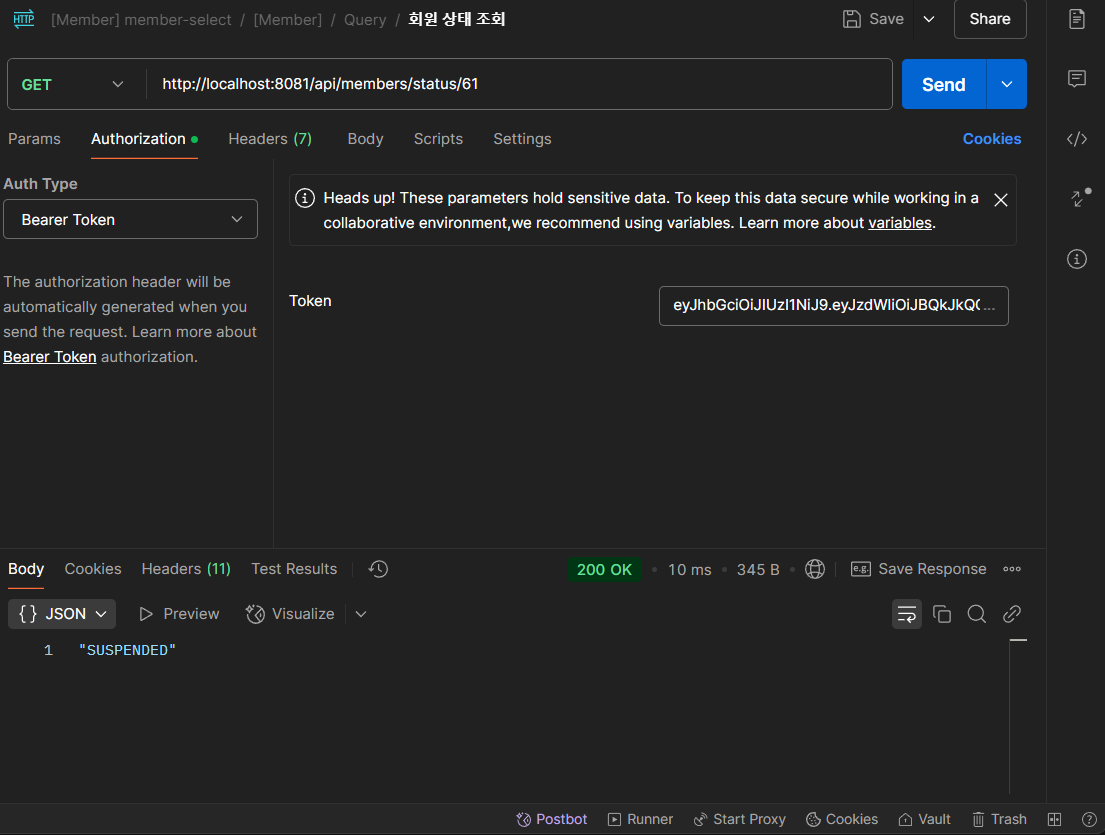 HTTP [Member] member-select / [Member] / Query / 회원 상태 조회 Save Share
GET http://localhost:8081/api/members/status/61 Send
Params Authorization Headers (7) Body Scripts Settings Cookies
Auth Type
Bearer Token
The authorization header will be
automatically generated when you
send the request. Learn more about
Bearer Token authorization.
Heads up! These parameters hold sensitive data. To keep this data secure while working in a
collaborative environment,we recommend using variables. Learn more about variables.
Token eyJhbGciOiJIUzI1NiJ9.eyJzdWIiOiJBQkJkQ( ...
Body Cookies Headers (11) Test Results 200 OK • 10 ms • 345 B • e.g. Save Response
{} JSON Preview Visualize
1 "SUSPENDED"
Postbot Runner Start Proxy Cookies Vault Trash